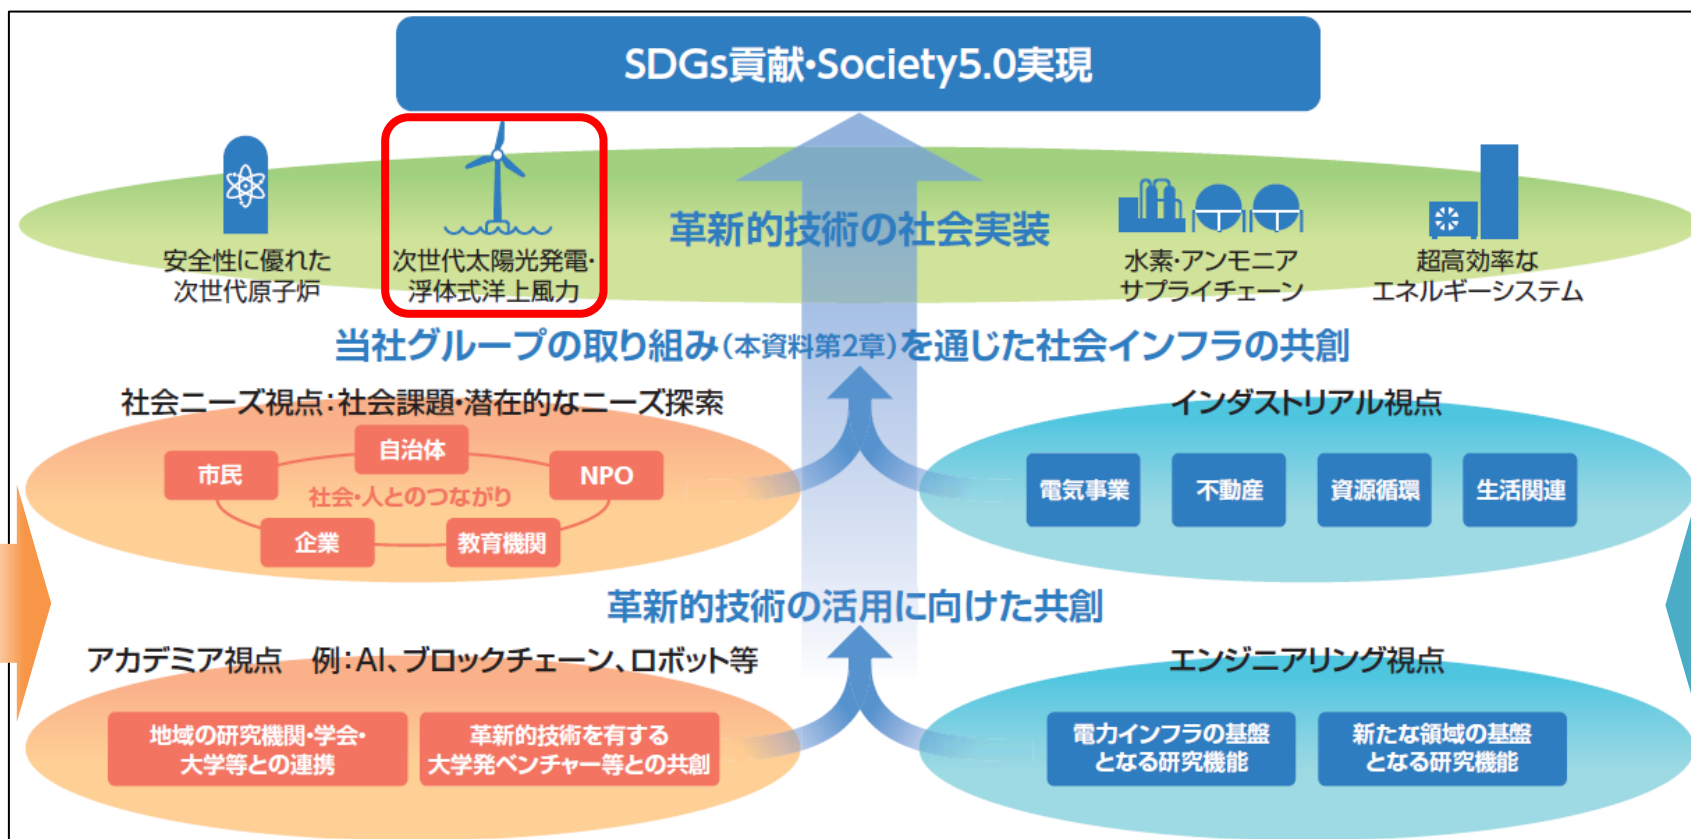 SDGs貢献・Society5.0実現
革新的技術の社会実装
安全性に優れた
次世代原子炉
次世代太陽光発電・
浮体式洋上風力
水素・アンモニア
サプライチェーン
超高効率な
エネルギーシステム
当社グループの取り組み(本資料第2章)を通じた社会インフラの共創
社会ニーズ視点:社会課題・潜在的なニーズ探索
市民
自治体
NPO
社会・人とのつながり
企業
教育機関
インダストリアル視点
電気事業
不動産
資源循環
生活関連
革新的技術の活用に向けた共創
アカデミア視点 例:AI、ブロックチェーン、ロボット等
地域の研究機関・学会・
大学等との連携
革新的技術を有する
大学発ベンチャー等との共創
エンジニアリング視点
電力インフラの基盤
となる研究機能
新たな領域の基盤
となる研究機能